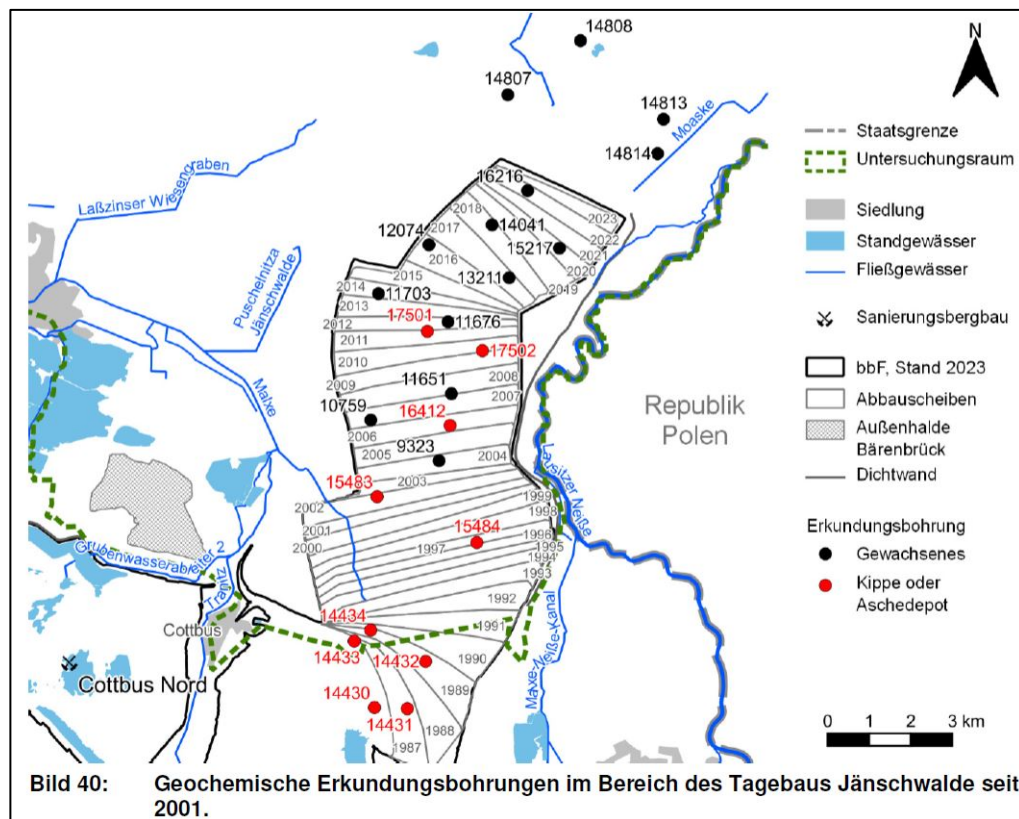 14808
N
14807
14813
Moaske
14814
Staatsgrenze
Untersuchungsraum
16216
Laßzinser Wiesengraben
2018
2023
Siedlung
14041
12074
2017
2022
Standgewässer
15217
2021
2016
Fließgewässer
2020
13211
2015
2019
Puschelnitza
Jänschwalde
2014
11703
2013
Sanierungsbergbau
17501
11676
2012
2011
17502
bbF, Stand 2023
2010
2008
Abbauscheiben
2009
11651
2007
Malxe
10759
16412
Republik
Polen
Außenhalde
Bärenbrück
2006
2005
9323
2004
Dichtwand
2003
Lausitzer Neiße
15483
1999
2002
1998
Erkundungsbohrung
2001
15484
Gewachsenes
2000
1997
1996
1995
1994
Grubenwasserableiter 2
1993
Kippe oder
Aschedepot
Tranitz
1992
14434
Cottbus
1991
14433
14432
1990
Malxe-Neiße-Kanal
Cottbus Nord
14430
1989
14431
1988
1987
0 1 2 3 km
Bild 40: Geochemische Erkundungsbohrungen im Bereich des Tagebaus Jänschwalde seit
2001.